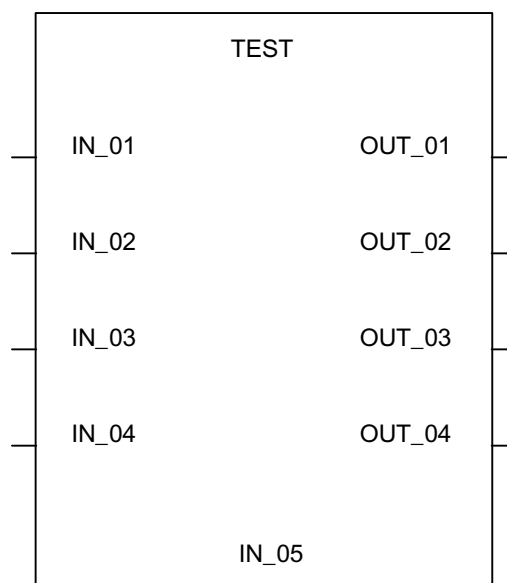 TEST
IN_01 OUT_01
IN_02 OUT_02
IN_03 OUT_03
IN_04 OUT_04
IN_05